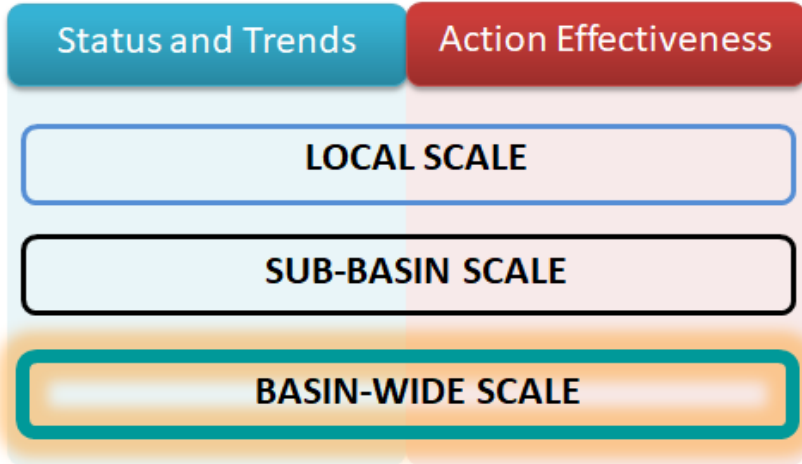 Status and Trends
Action Effectiveness
LOCAL SCALE
SUB-BASIN SCALE
BASIN-WIDE SCALE